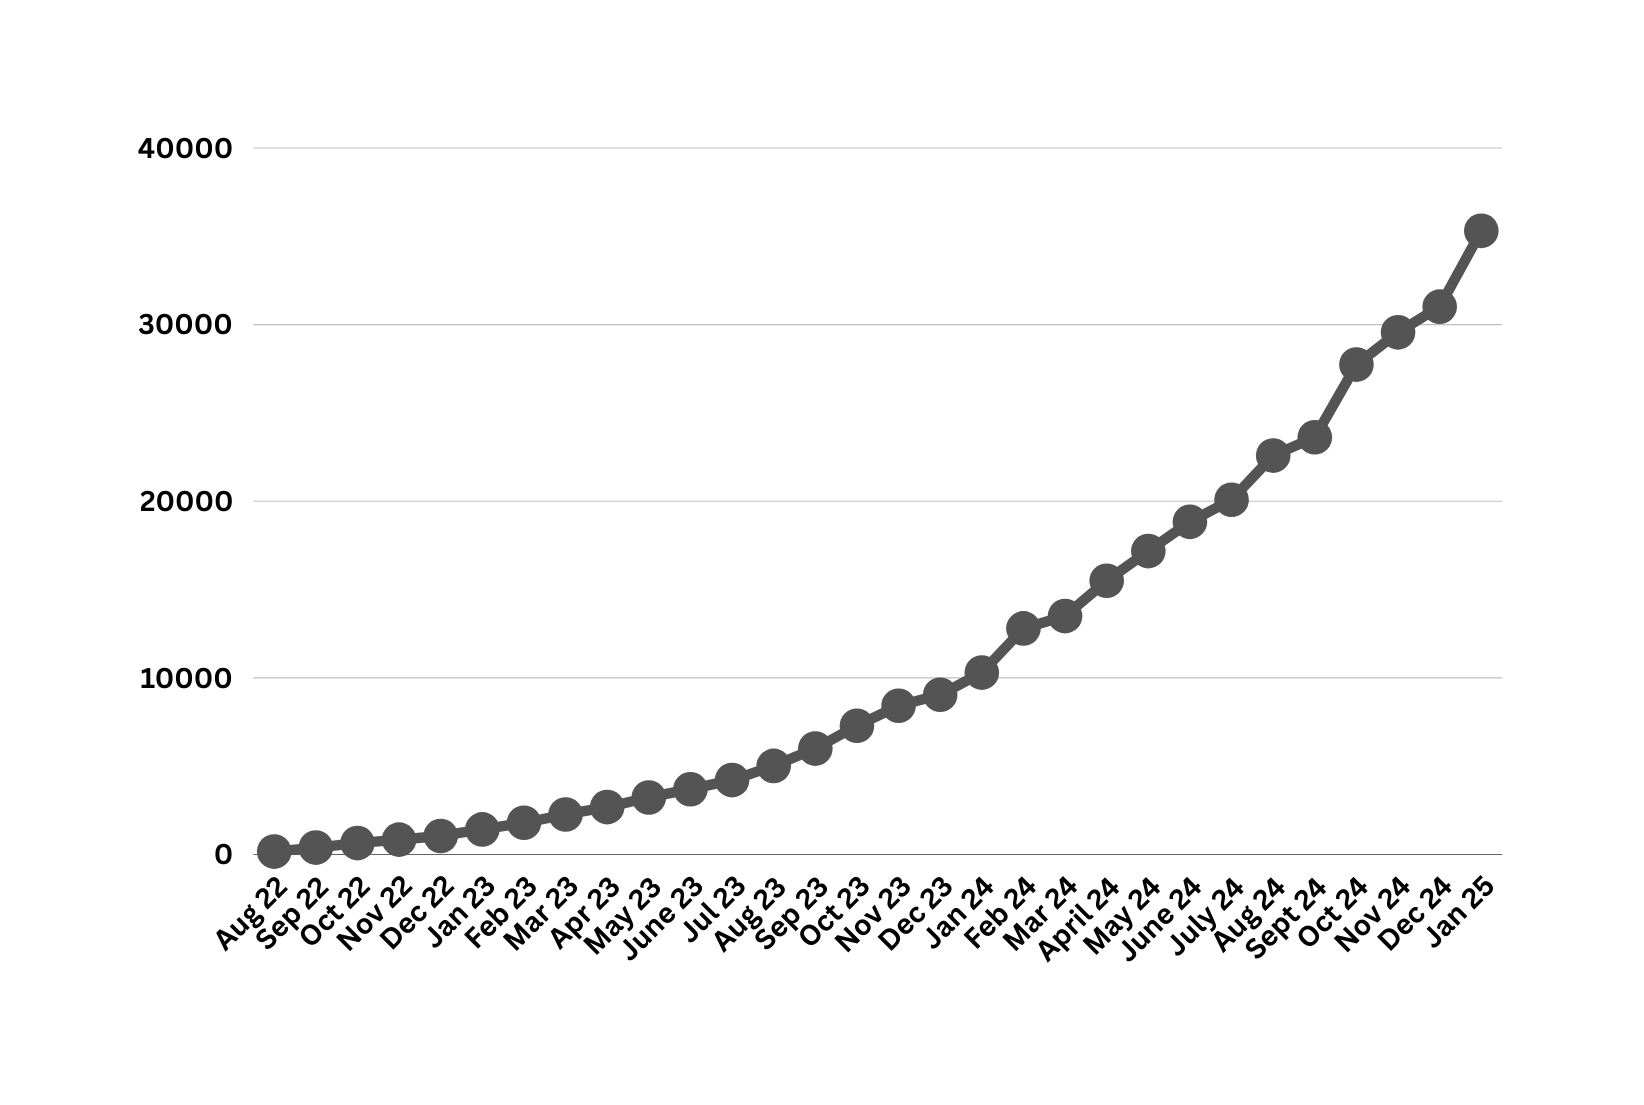 40000
30000
20000
10000
0
Aug 22
Sep 22
Oct 22
Nov 22
Dec 22
Jan 23
Feb 23
Mar 23
Apr 23
May 23
June 23
Jul 23
Aug 23
Sep 23
Oct 23
Nov 23
Dec 23
Jan 24
Feb 24
Mar 24
April 24
May 24
June 24
July 24
Aug 24
Sept 24
Oct 24
Nov 24
Dec 24
Jan 25